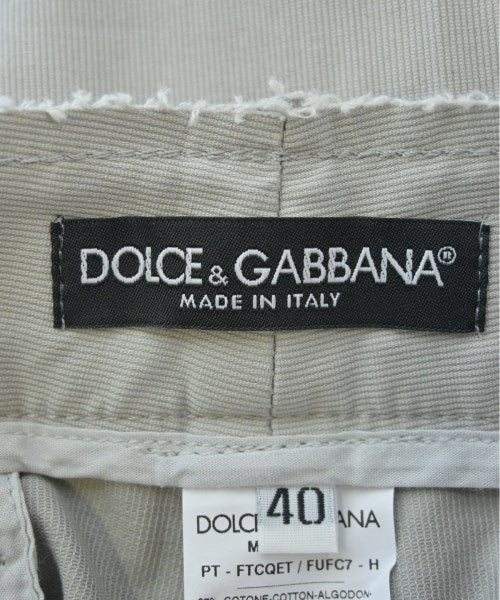 DOLCE & GABBANA®
MADE IN ITALY
40
DOLC ANA
M
PT - FTCQET / FUFC7 - H
COTONE-COTTON-ALGODON-